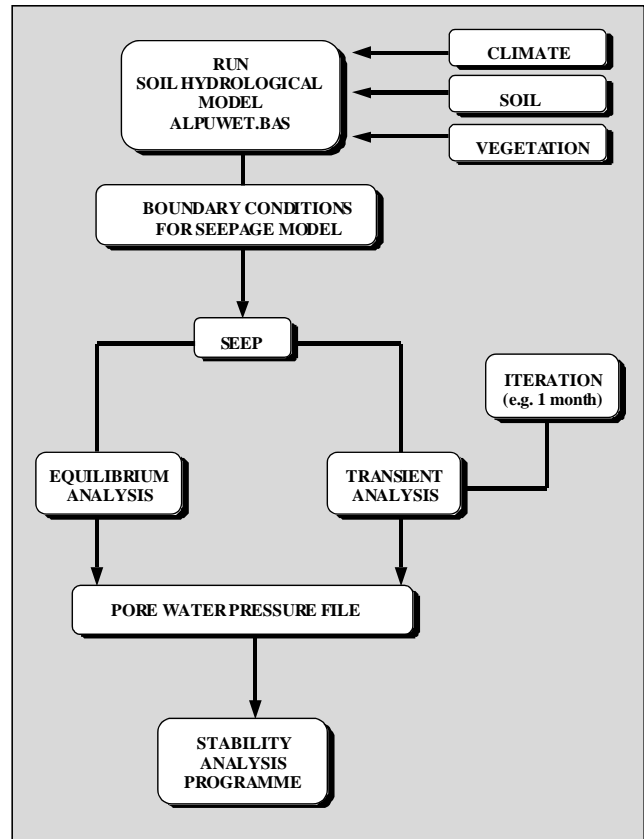 RUN
SOIL HYDROLOGICAL
MODEL
ALPUWET.BAS
CLIMATE
SOIL
VEGETATION
BOUNDARY CONDITIONS
FOR SEEPAGE MODEL
SEEP
ITERATION
(e.g. 1 month)
EQUILIBRIUM
ANALYSIS
TRANSIENT
ANALYSIS
PORE WATER PRESSURE FILE
STABILITY
ANALYSIS
PROGRAMME